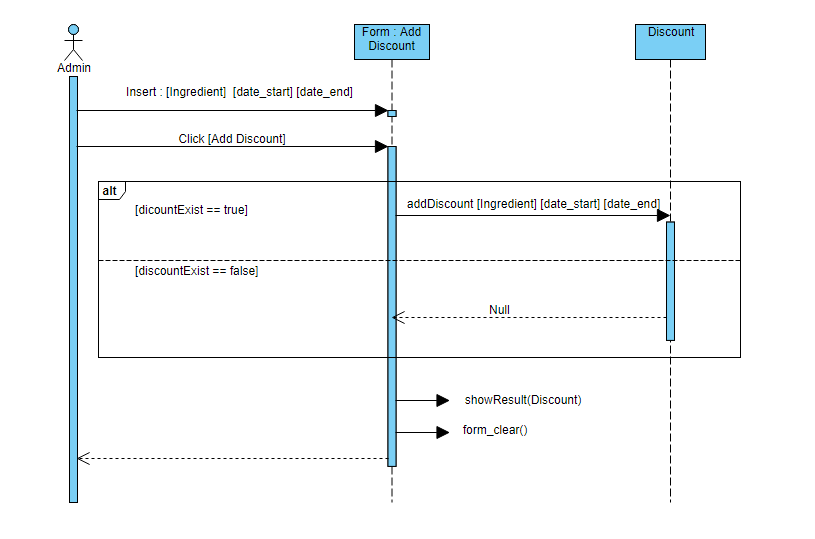 Form : Add
Discount
Discount
Admin
Insert : [Ingredient]  [date_start] [date_end]
Click [Add Discount]
alt
[dicountExist == true]
addDiscount [Ingredient] [date_start] [date_end]
[discountExist == false]
Null
showResult(Discount)
form_clear()